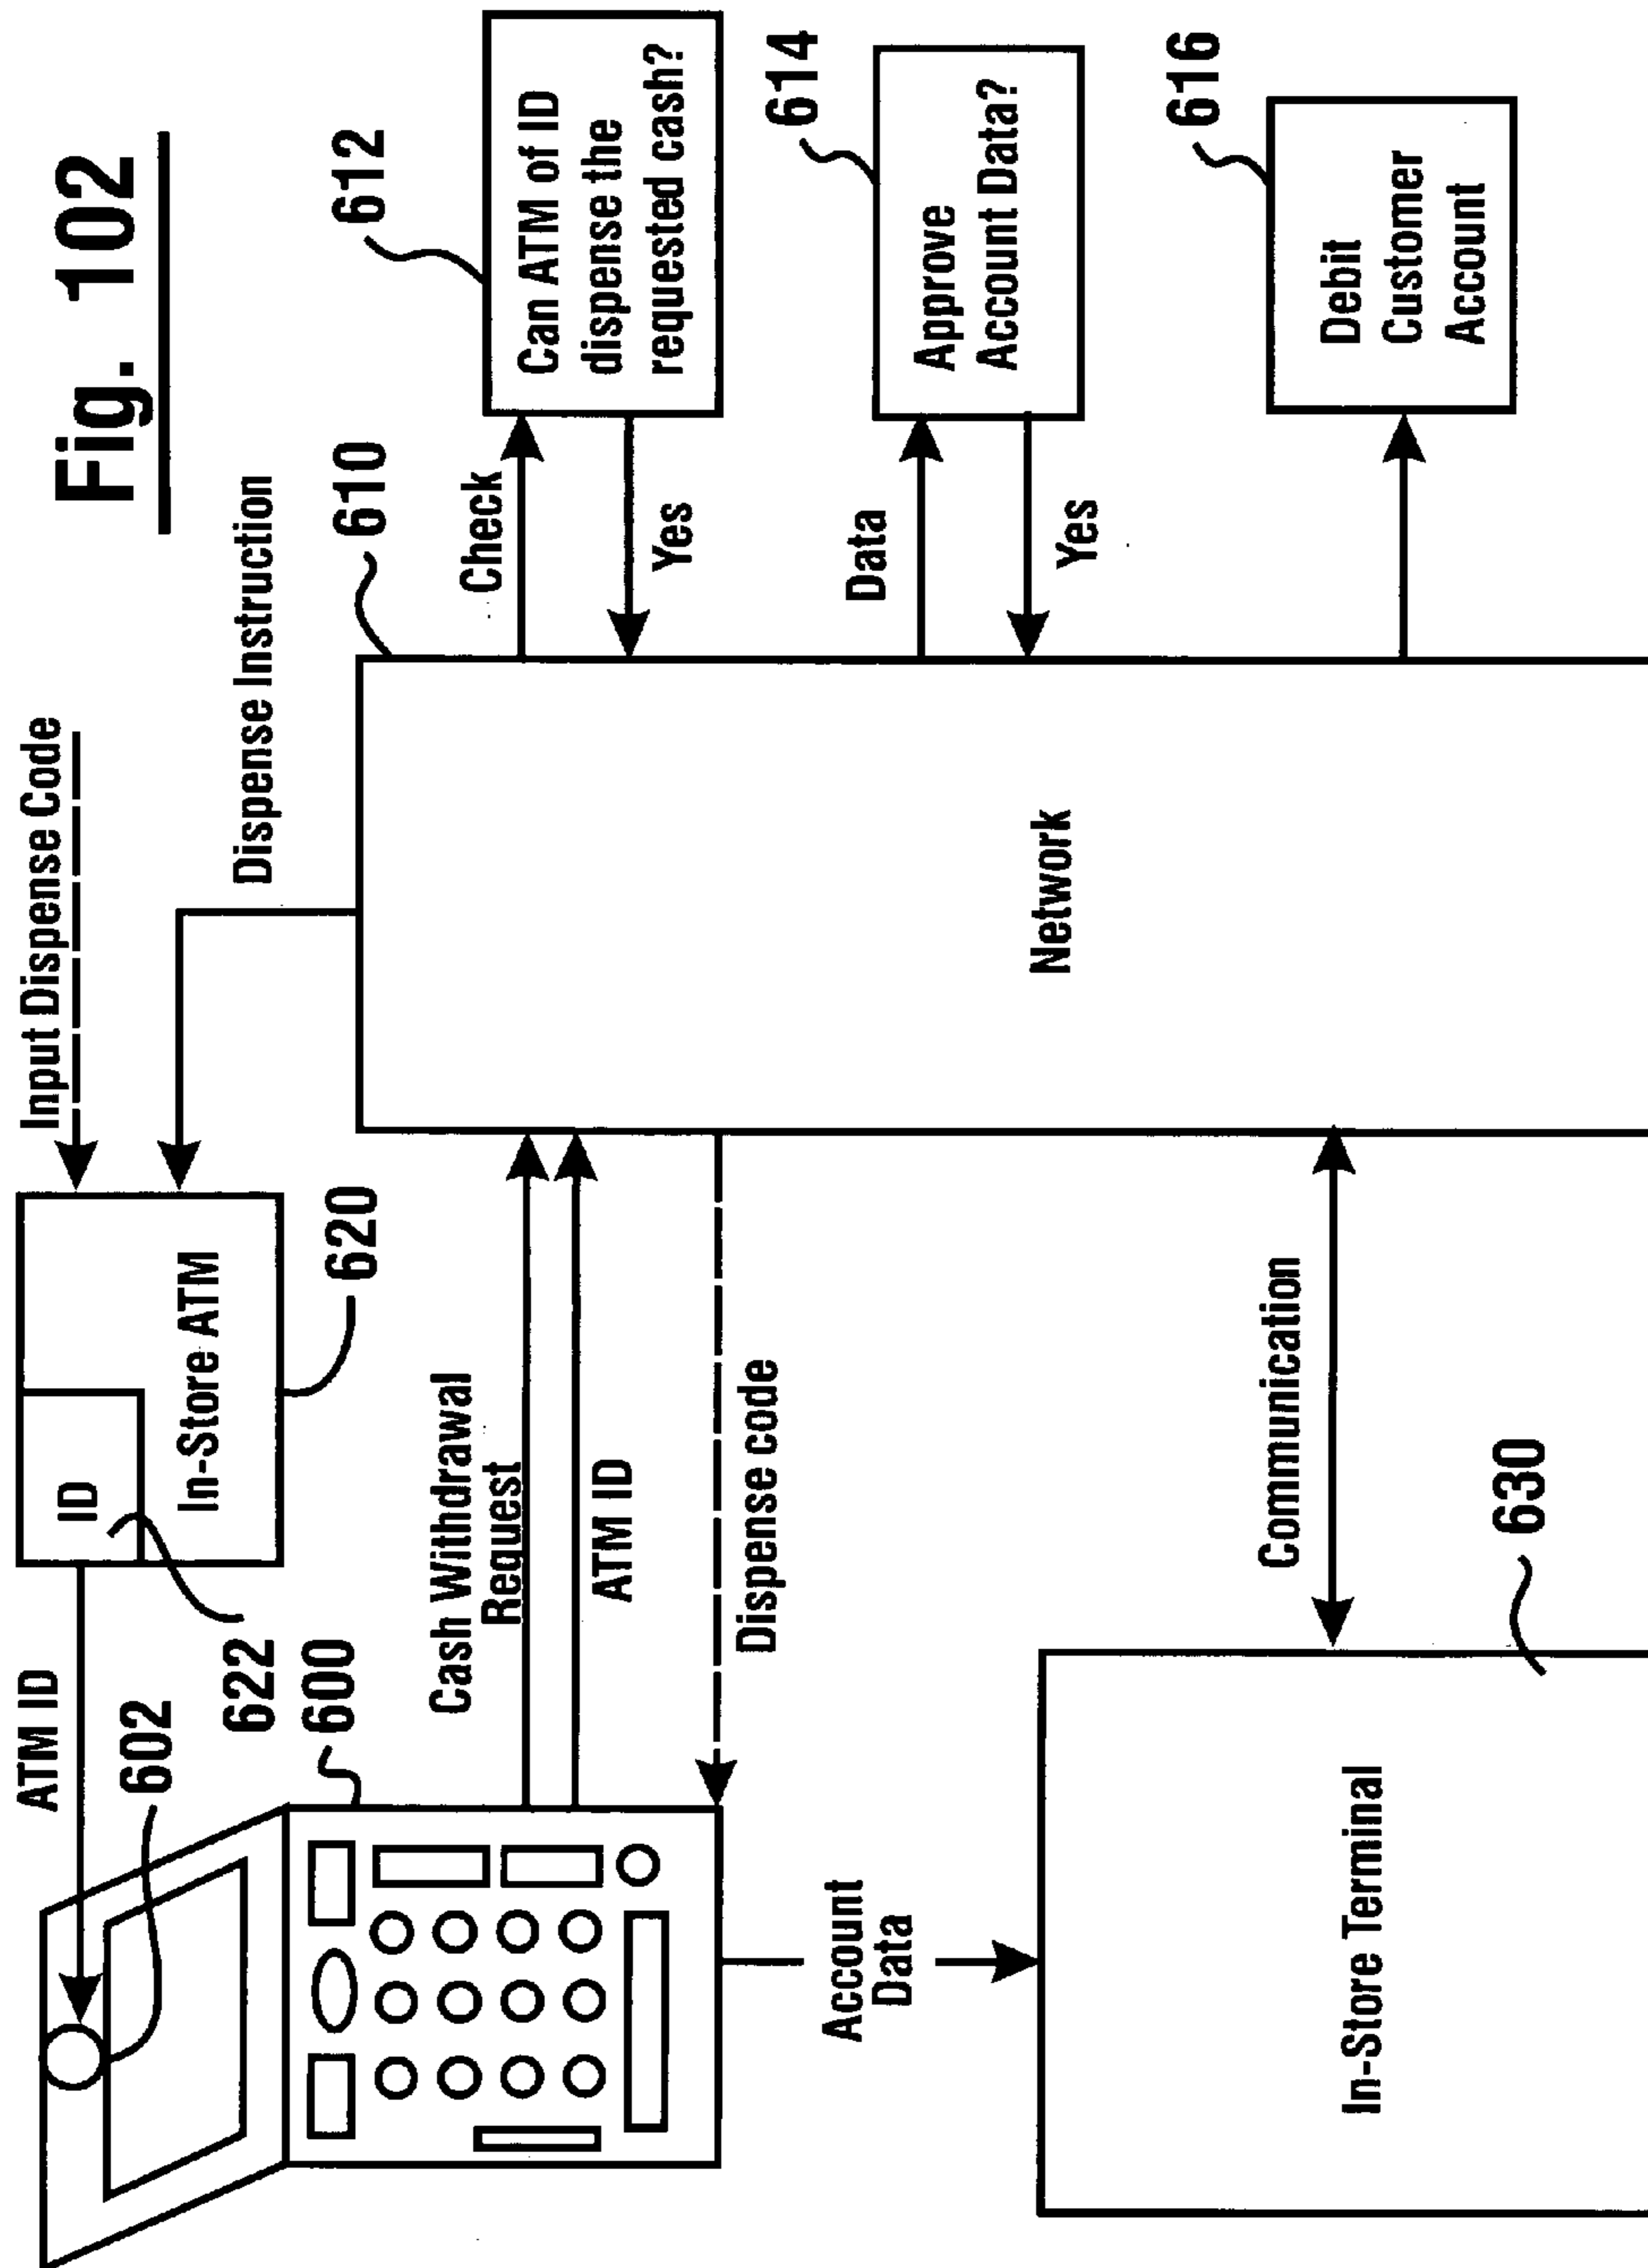 Fig. 102
Input Dispense Code
Dispense Instruction
ATM ID
ID
In-Store ATM
602
622
620
600
610
612
Cash Withdrawal
Request
ATM ID
Dispense code
Check
Yes
Can ATM of ID
dispense the
requested cash?
614
Data
Yes
Approve
Account Data?
616
Debit
Customer
Account
Network
Account
Data
Communication
630
In-Store Terminal